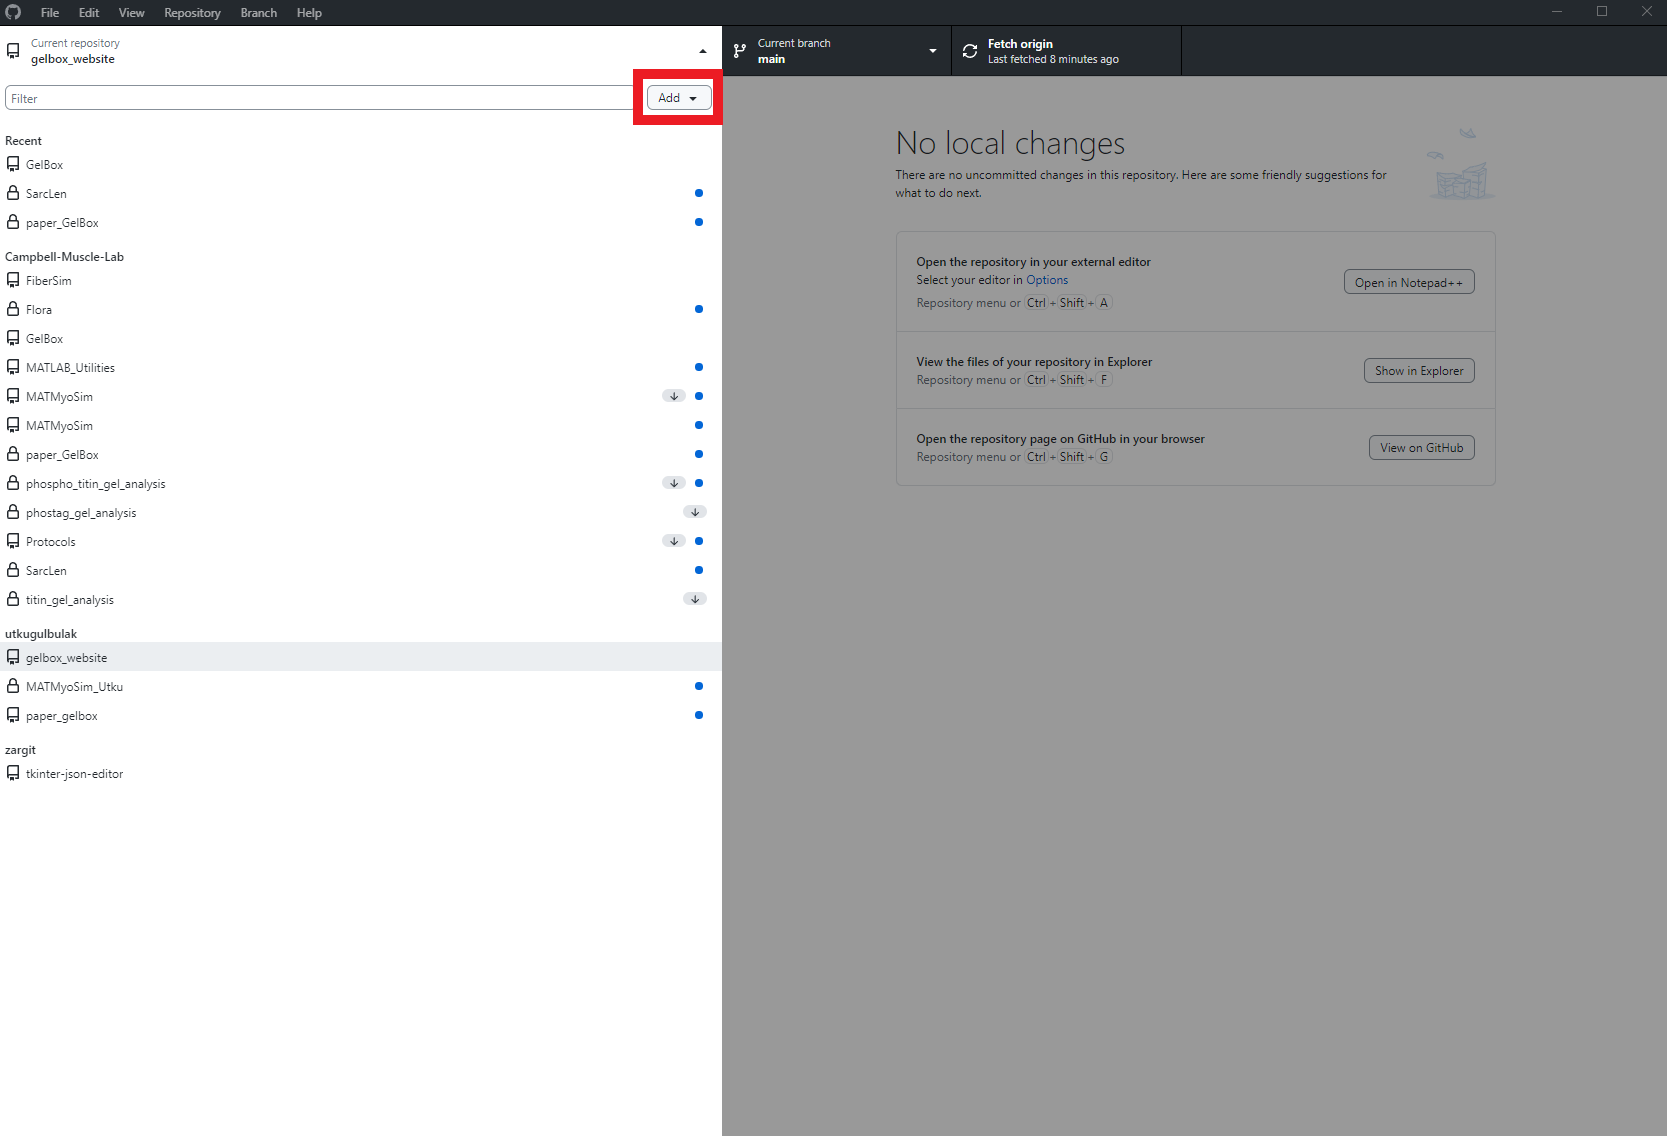 File Edit View Repository Branch Help
Current repository
gelbox_website
Current branch
main
Fetch origin
Last fetched 8 minutes ago
Filter
Add
Recent
GelBox
SarcLen
paper_GelBox
Campbell-Muscle-Lab
FiberSim
Flora
GelBox
MATLAB_Utilities
MATMyoSim
MATMyoSim
paper_GelBox
phospho_titin_gel_analysis
phostag_gel_analysis
Protocols
SarcLen
titin_gel_analysis
utkugulbulak
gelbox_website
MATMyoSim_Utku
paper_gelbox
zargit
tkinter-json-editor
No local changes
There are no uncommitted changes in this repository. Here are some friendly suggestions for
what to do next.
Open the repository in your external editor
Select your editor in Options
Repository menu or Ctrl + Shift + A
Open in Notepad++
View the files of your repository in Explorer
Repository menu or Ctrl + Shift + F
Show in Explorer
Open the repository page on GitHub in your browser
Repository menu or Ctrl + Shift + G
View on GitHub